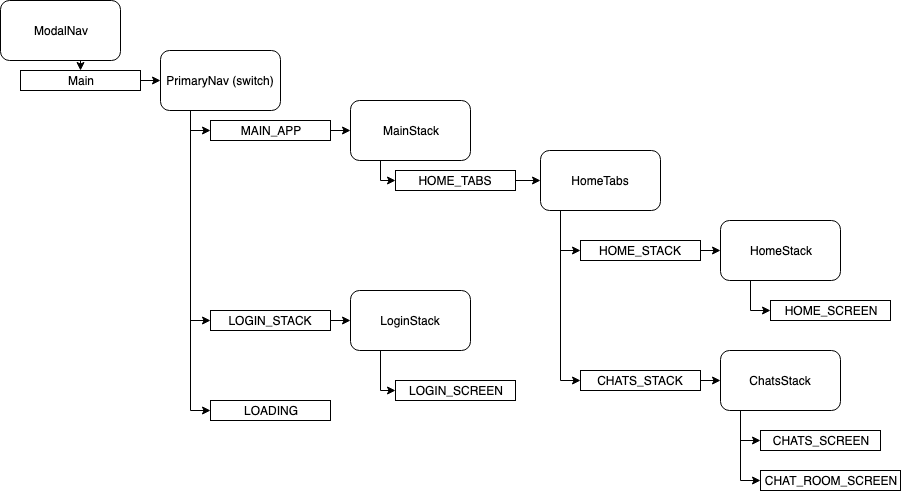 ModalNav
Main
PrimaryNav (switch)
MAIN_APP
MainStack
HOME_TABS
HomeTabs
HOME_STACK
HomeStack
HOME_SCREEN
LOGIN_STACK
LoginStack
LOGIN_SCREEN
CHATS_STACK
ChatsStack
LOADING
CHATS_SCREEN
CHAT_ROOM_SCREEN